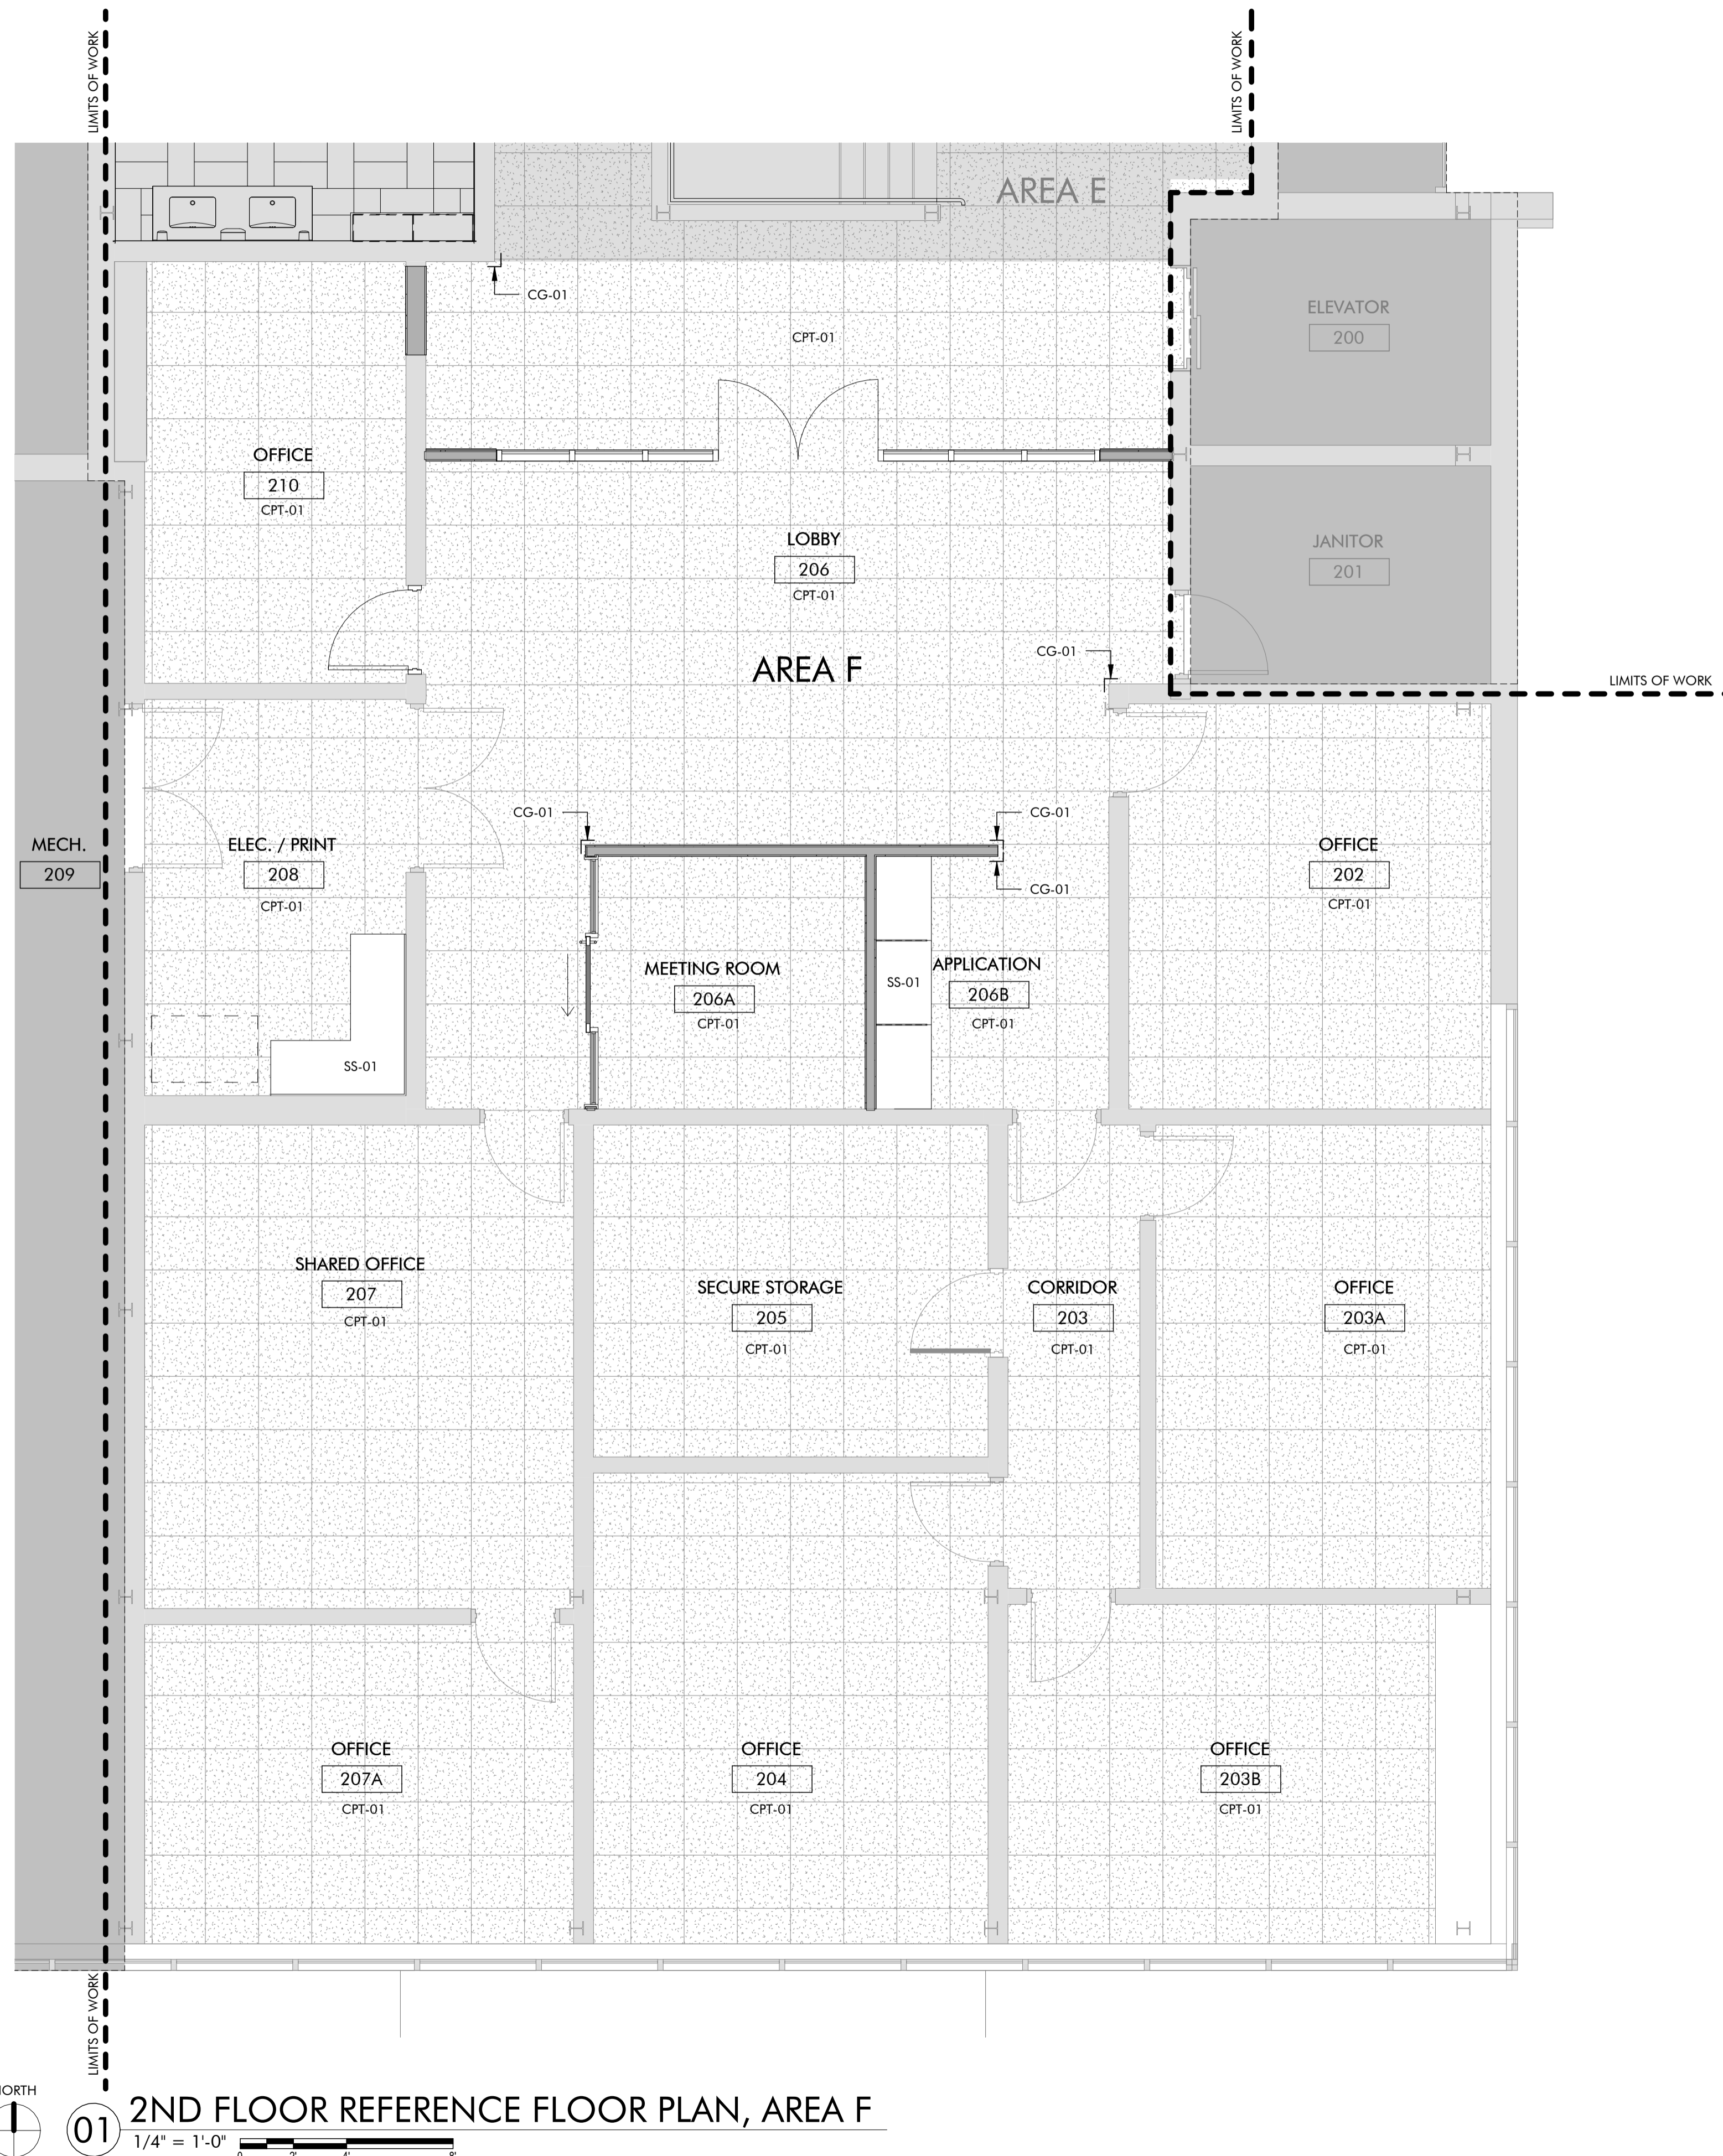 LIMITS OF WORK
LIMITS OF WORK
AREA E
CG-01
ELEVATOR
200
CPT-01
OFFICE
210
CPT-01
LOBBY
206
CPT-01
JANITOR
201
AREA F
CG-01
LIMITS OF WORK
CG-01
CG-01
MECH.
209
ELEC. / PRINT
208
CPT-01
OFFICE
202
CPT-01
CG-01
MEETING ROOM
206A
CPT-01
SS-01
APPLICATION
206B
CPT-01
SS-01
SHARED OFFICE
207
CPT-01
SECURE STORAGE
205
CPT-01
CORRIDOR
203
CPT-01
OFFICE
203A
CPT-01
OFFICE
207A
CPT-01
OFFICE
204
CPT-01
OFFICE
203B
CPT-01
LIMITS OF WORK
01
2ND FLOOR REFERENCE FLOOR PLAN, AREA F
1/4" = 1'-0"